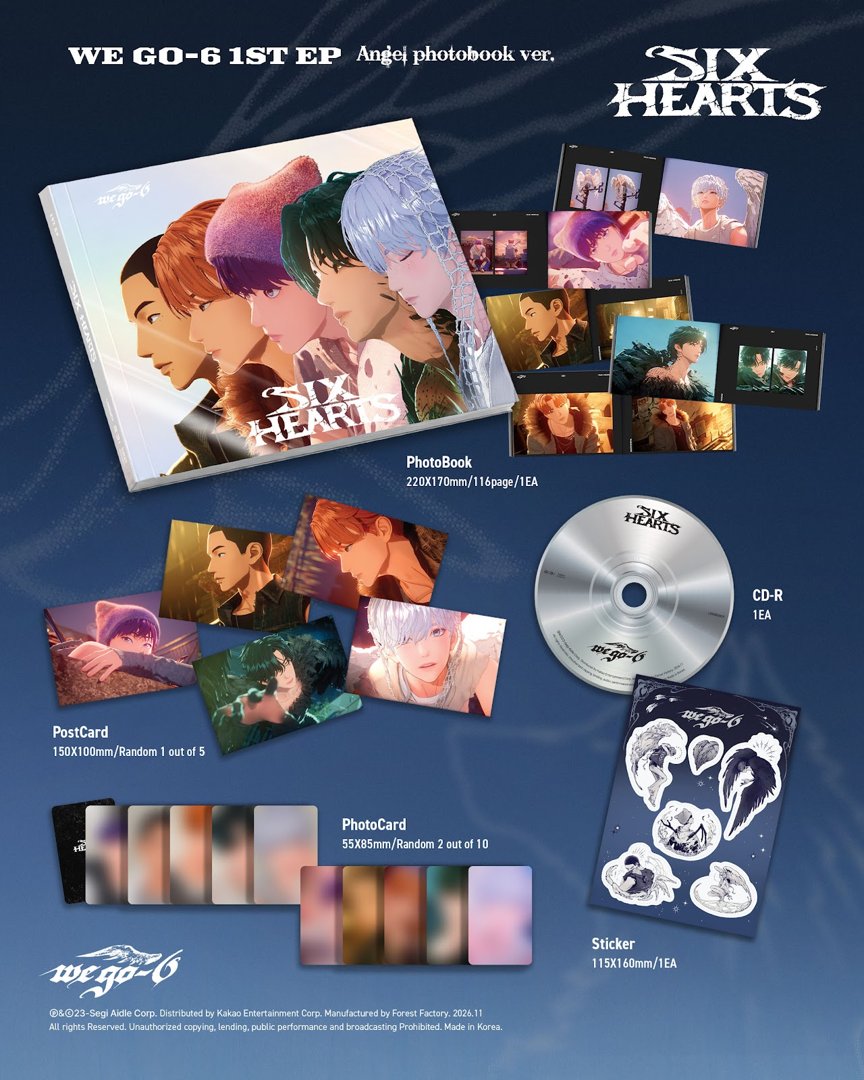 WE GO-6 1ST EP Angel photobook ver.
SIX
HEARTS
we go-6
SIX HEARTS
SIX
HEARTS
PhotoBook
220X170mm/116page/1EA
SIX
HEARTS
we go-6
CD-R
1EA
PostCard
150X100mm/Random 1 out of 5
we go-6
PhotoCard
55X85mm/Random 2 out of 10
Sticker
115X160mm/1EA
we go-6
Ⓟ&ⓒ23-Segi Aidle Corp. Distributed by Kakao Entertainment Corp. Manufactured by Forest Factory. 2026.11
All rights Reserved. Unauthorized copying, lending, public performance and broadcasting Prohibited. Made in Korea.